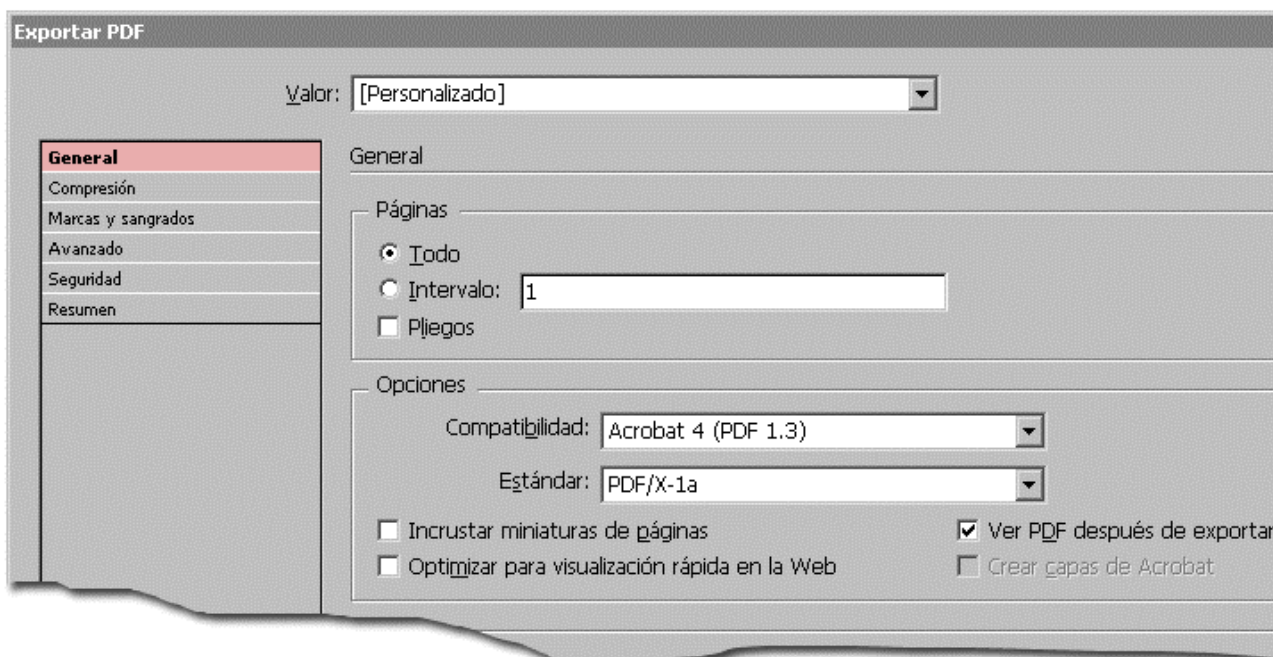 Exportar PDF
Valor: [Personalizado]
General
Compresión
Marcas y sangrados
Avanzado
Seguridad
Resumen
General
Páginas
Todo
Intervalo: 1
Pliegos
Opciones
Compatibilidad: Acrobat 4 (PDF 1.3)
Estándar: PDF/X-1a
Incrustar miniaturas de páginas
Ver PDF después de exportar
Optimizar para visualización rápida en la Web
Crear capas de Acrobat